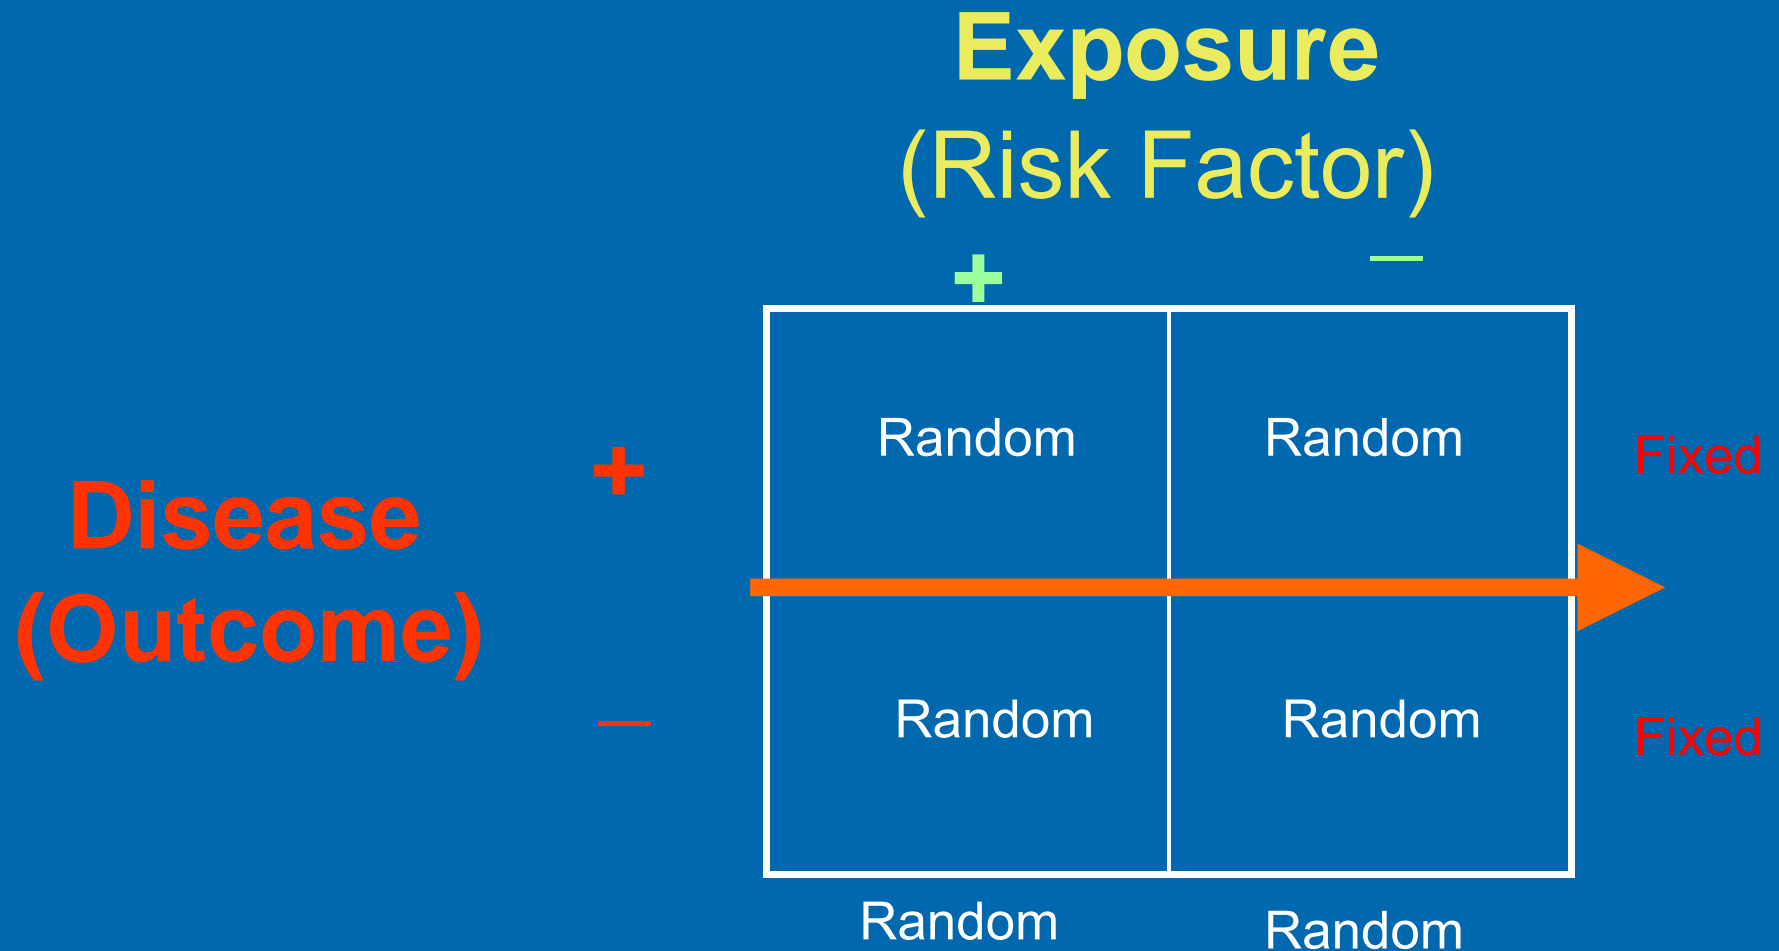 Exposure
(Risk Factor)
+ _
Random Random Fixed
+
Disease
(Outcome)
_
Random Random Fixed
Random Random